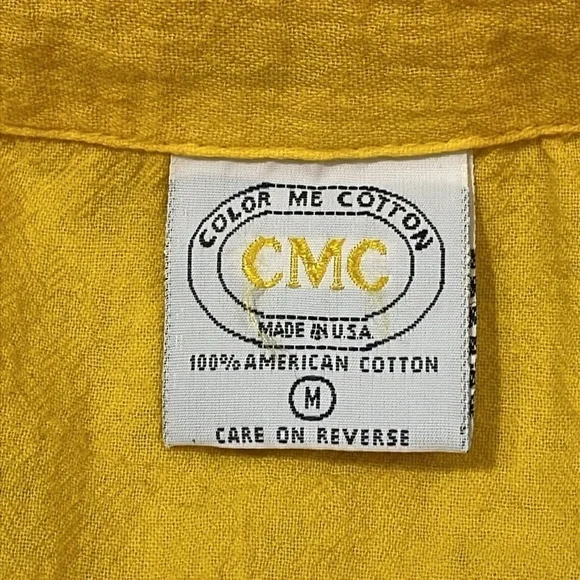 COLOR ME COTTON
CMC
MADE IN U.S.A
100% AMERICAN COTTON
M
CARE ON REVERSE